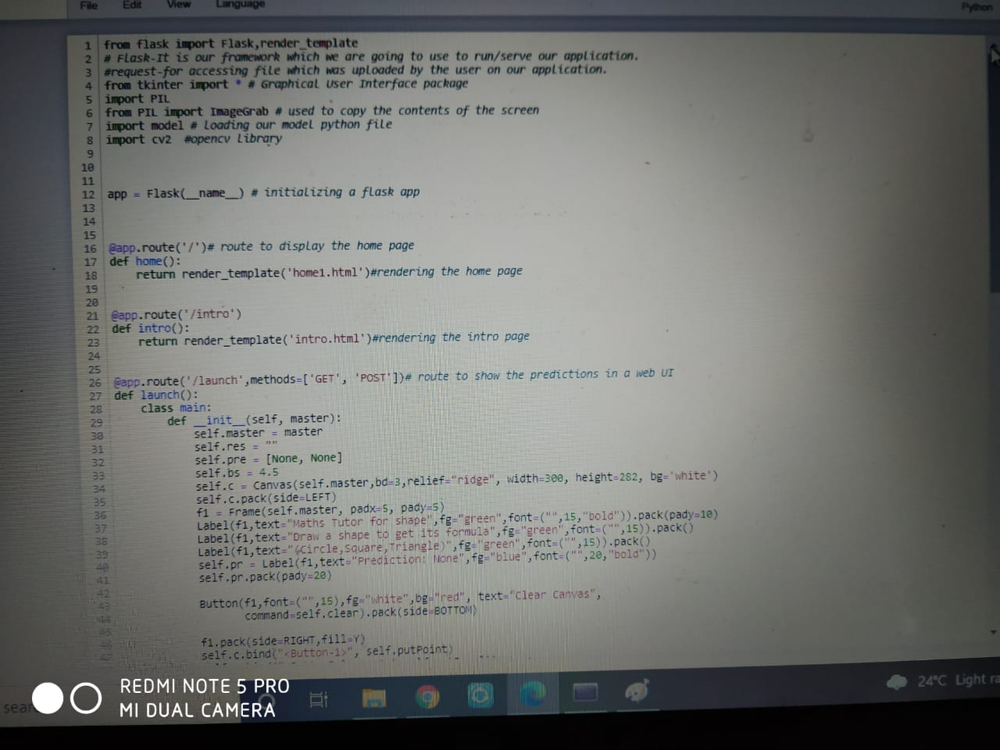 File Edit View Language Python
1 from flask import Flask,render_template
2 # Flask-It is our framework which we are going to use to run/serve our application.
3 #request-for accessing file which was uploaded by the user on our application.
4 from tkinter import * # Graphical User Interface package
5 import PIL
6 from PIL import ImageGrab # used to copy the contents of the screen
7 import model # loading our model python file
8 import cv2  #opencv library
9
10
11
12 app = Flask(__name__) # initializing a flask app
13
14
15
16 @app.route('/')# route to display the home page
17 def home():
18     return render_template('home1.html')#rendering the home page
19
20
21 @app.route('/intro')
22 def intro():
23     return render_template('intro.html')#rendering the intro page
24
25
26 @app.route('/launch',methods=['GET', 'POST'])# route to show the predictions in a web UI
27 def launch():
28     class main:
29         def __init__(self, master):
30             self.master = master
31             self.res = ""
32             self.pre = [None, None]
33             self.bs = 4.5
34             self.c = Canvas(self.master,bd=3,relief="ridge", width=300, height=282, bg='white')
35             self.c.pack(side=LEFT)
36             f1 = Frame(self.master, padx=5, pady=5)
37             Label(f1,text="Maths Tutor for shape",fg="green",font=("",15,"bold")).pack(pady=10)
38             Label(f1,text="Draw a shape to get its formula",fg="green",font=("",15)).pack()
39             Label(f1,text="(Circle,Square,Triangle)",fg="green",font=("",15)).pack()
40             self.pr = Label(f1,text="Prediction: None",fg="blue",font=("",20,"bold"))
41             self.pr.pack(pady=20)
42
43             Button(f1,font=("",15),fg="white",bg="red", text="Clear Canvas",
44                    command=self.clear).pack(side=BOTTOM)
45
46             f1.pack(side=RIGHT,fill=Y)
47             self.c.bind("<Button-1>", self.putPoint)
24°C Light
REDMI NOTE 5 PRO
MI DUAL CAMERA